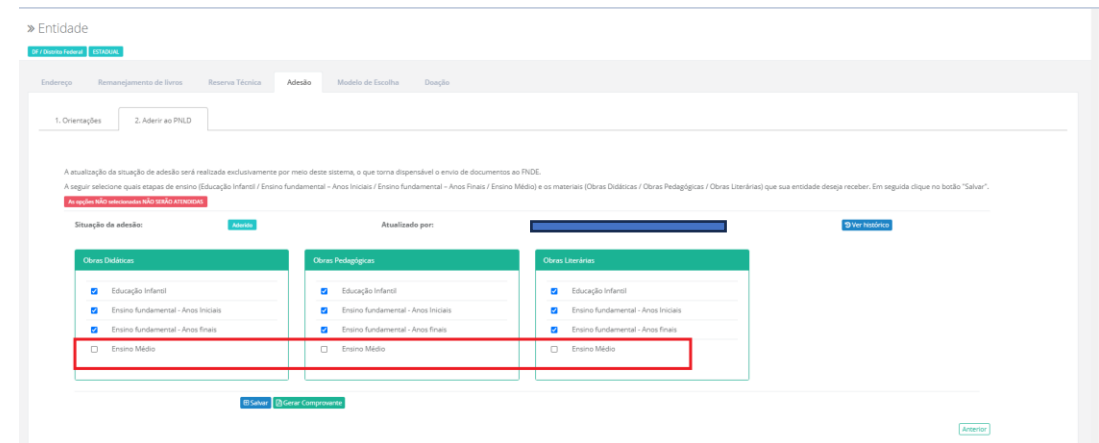 » Entidade
DF / Distrito Federal ESTADUAL
Endereço Remanejamento de livros Reserva Técnica Adesão Modelo de Escolha Doação
1. Orientações 2. Aderir ao PNLD
A atualização da situação de adesão será realizada exclusivamente por meio deste sistema, o que torna dispensável o envio de documentos ao FNDE.
A seguir selecione quais etapas de ensino (Educação Infantil / Ensino fundamental – Anos Iniciais / Ensino fundamental – Anos Finais / Ensino Médio) e os materiais (Obras Didáticas / Obras Pedagógicas / Obras Literárias) que sua entidade deseja receber. Em seguida clique no botão "Salvar".
As opções NÃO selecionadas NÃO SERÃO ATENDIDAS
Situação da adesão: Aderido Atualizado por: Ver histórico
Obras Didáticas Obras Pedagógicas Obras Literárias
Educação Infantil Educação Infantil Educação Infantil
Ensino fundamental - Anos Iniciais Ensino fundamental - Anos Iniciais Ensino fundamental - Anos Iniciais
Ensino fundamental - Anos finais Ensino fundamental - Anos finais Ensino fundamental - Anos finais
Ensino Médio Ensino Médio Ensino Médio
Salvar Gerar Comprovante
Anterior